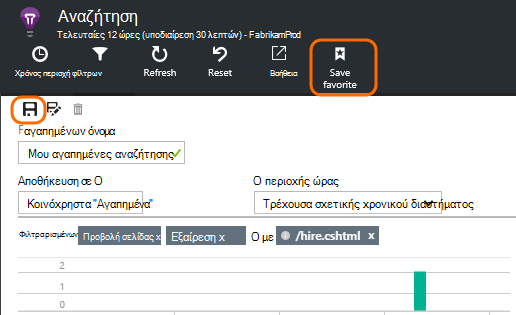 Αναζήτηση
Τελευταίες 12 ώρες (υποδιαίρεση 30 λεπτών) - FabrikamProd
Χρόνος περιοχή φίλτρων Refresh Reset Βοήθεια Save favorite
Γαγαπημένων όνομα
Μου αγαπημένες αναζητήσης
Αποθήκευση σε Ο Ο περιοχής ώρας
Κοινόχρηστα "Αγαπημένα" Τρέχουσα σχετικής χρονικού διαστήματος
Φιλτραρισμένων Προβολή σελίδας x Εξαίρεση x Ο με /hire.cshtml x
2
1
0